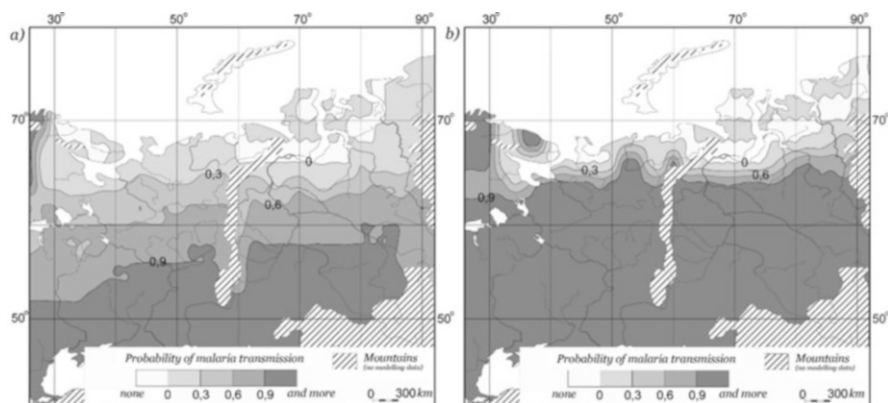 30° 50° 70° 90°
a)
70°
0
0,3
0,6
0,9
50°
Probability of malaria transmission
Mountains
(no modelling data)
none 0 0,3 0,6 0,9 and more
0 300 km
30° 50° 70° 90°
b)
70°
0
0,3
0,6
0,9
50°
Probability of malaria transmission
Mountains
(no modelling data)
none 0 0,3 0,6 0,9 and more
0 300 km